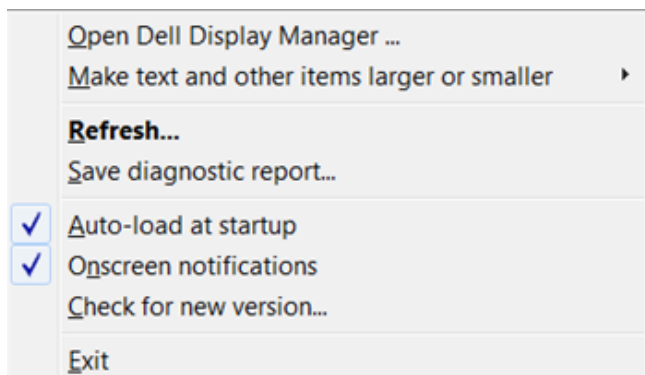 Open Dell Display Manager ...
Make text and other items larger or smaller
Refresh...
Save diagnostic report...
Auto-load at startup
Onscreen notifications
Check for new version...
Exit